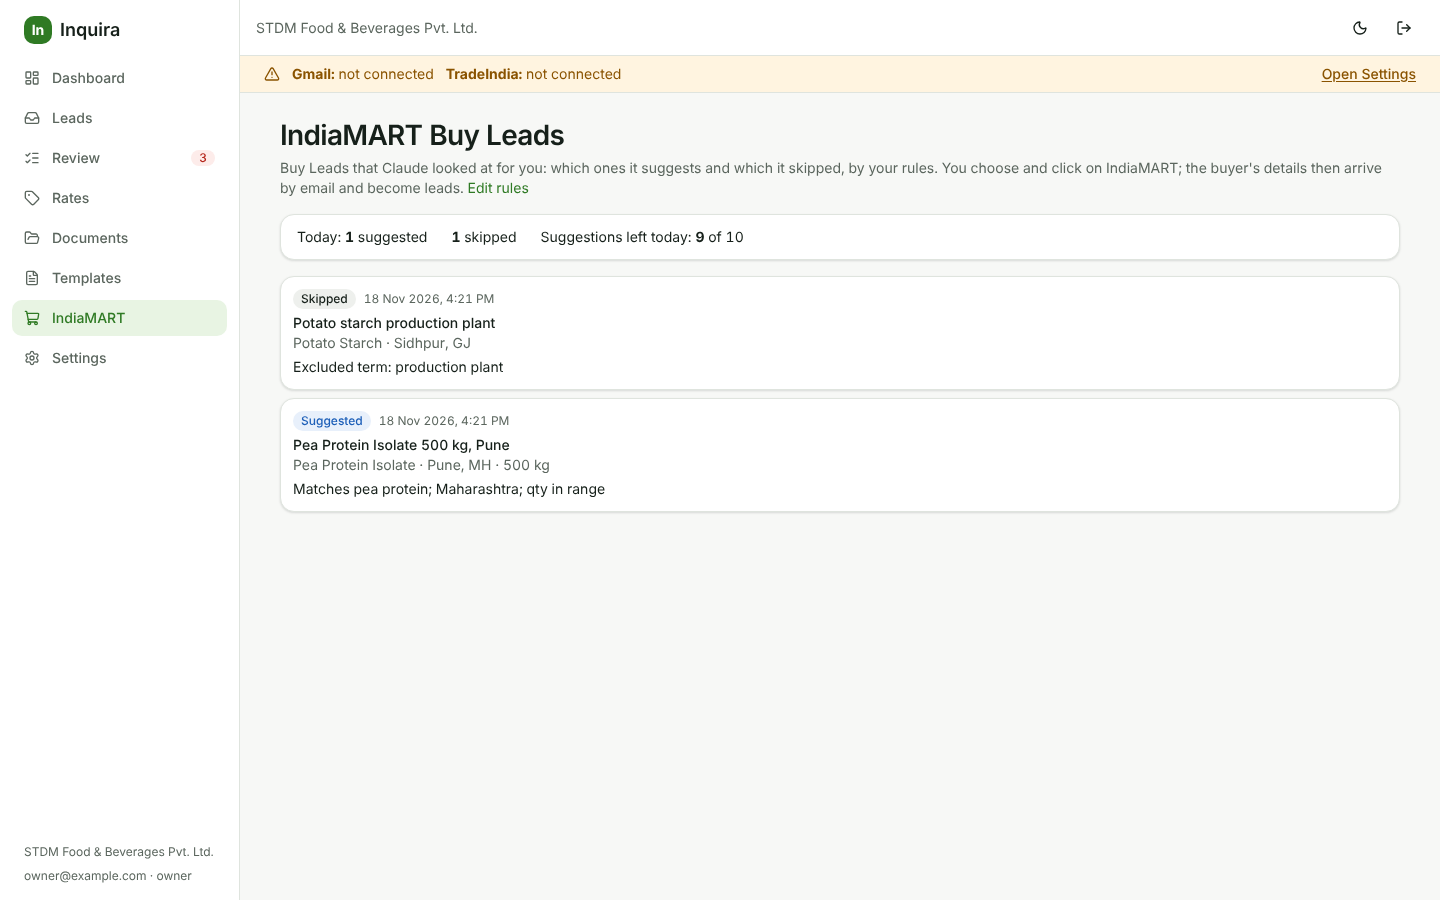 In Inquira
Dashboard
Leads
Review 3
Rates
Documents
Templates
IndiaMART
Settings
STDM Food & Beverages Pvt. Ltd.
owner@example.com · owner
STDM Food & Beverages Pvt. Ltd.
Gmail: not connected TradeIndia: not connected Open Settings
IndiaMART Buy Leads
Buy Leads that Claude looked at for you: which ones it suggests and which it skipped, by your rules. You choose and click on IndiaMART; the buyer's details then arrive
by email and become leads. Edit rules
Today: 1 suggested 1 skipped Suggestions left today: 9 of 10
Skipped 18 Nov 2026, 4:21 PM
Potato starch production plant
Potato Starch · Sidhpur, GJ
Excluded term: production plant
Suggested 18 Nov 2026, 4:21 PM
Pea Protein Isolate 500 kg, Pune
Pea Protein Isolate · Pune, MH · 500 kg
Matches pea protein; Maharashtra; qty in range